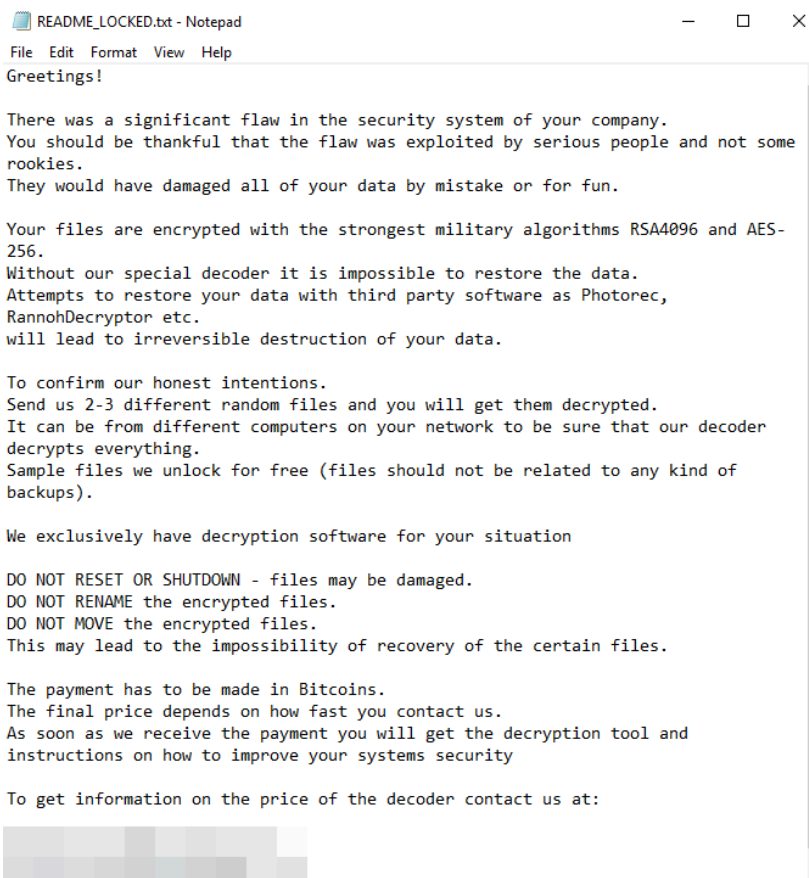 README_LOCKED.txt - Notepad
File Edit Format View Help
Greetings!
There was a significant flaw in the security system of your company.
You should be thankful that the flaw was exploited by serious people and not some
rookies.
They would have damaged all of your data by mistake or for fun.
Your files are encrypted with the strongest military algorithms RSA4096 and AES-
256.
Without our special decoder it is impossible to restore the data.
Attempts to restore your data with third party software as Photorec,
RannohDecryptor etc.
will lead to irreversible destruction of your data.
To confirm our honest intentions.
Send us 2-3 different random files and you will get them decrypted.
It can be from different computers on your network to be sure that our decoder
decrypts everything.
Sample files we unlock for free (files should not be related to any kind of
backups).
We exclusively have decryption software for your situation
DO NOT RESET OR SHUTDOWN - files may be damaged.
DO NOT RENAME the encrypted files.
DO NOT MOVE the encrypted files.
This may lead to the impossibility of recovery of the certain files.
The payment has to be made in Bitcoins.
The final price depends on how fast you contact us.
As soon as we receive the payment you will get the decryption tool and
instructions on how to improve your systems security
To get information on the price of the decoder contact us at: